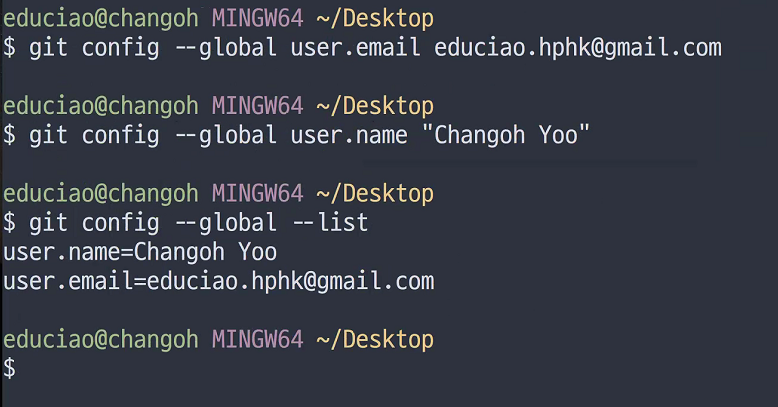 educiao@changoh MINGW64 ~/Desktop
$ git config --global user.email educiao.hphk@gmail.com
educiao@changoh MINGW64 ~/Desktop
$ git config --global user.name "Changoh Yoo"
educiao@changoh MINGW64 ~/Desktop
$ git config --global --list
user.name=Changoh Yoo
user.email=educiao.hphk@gmail.com
educiao@changoh MINGW64 ~/Desktop
$